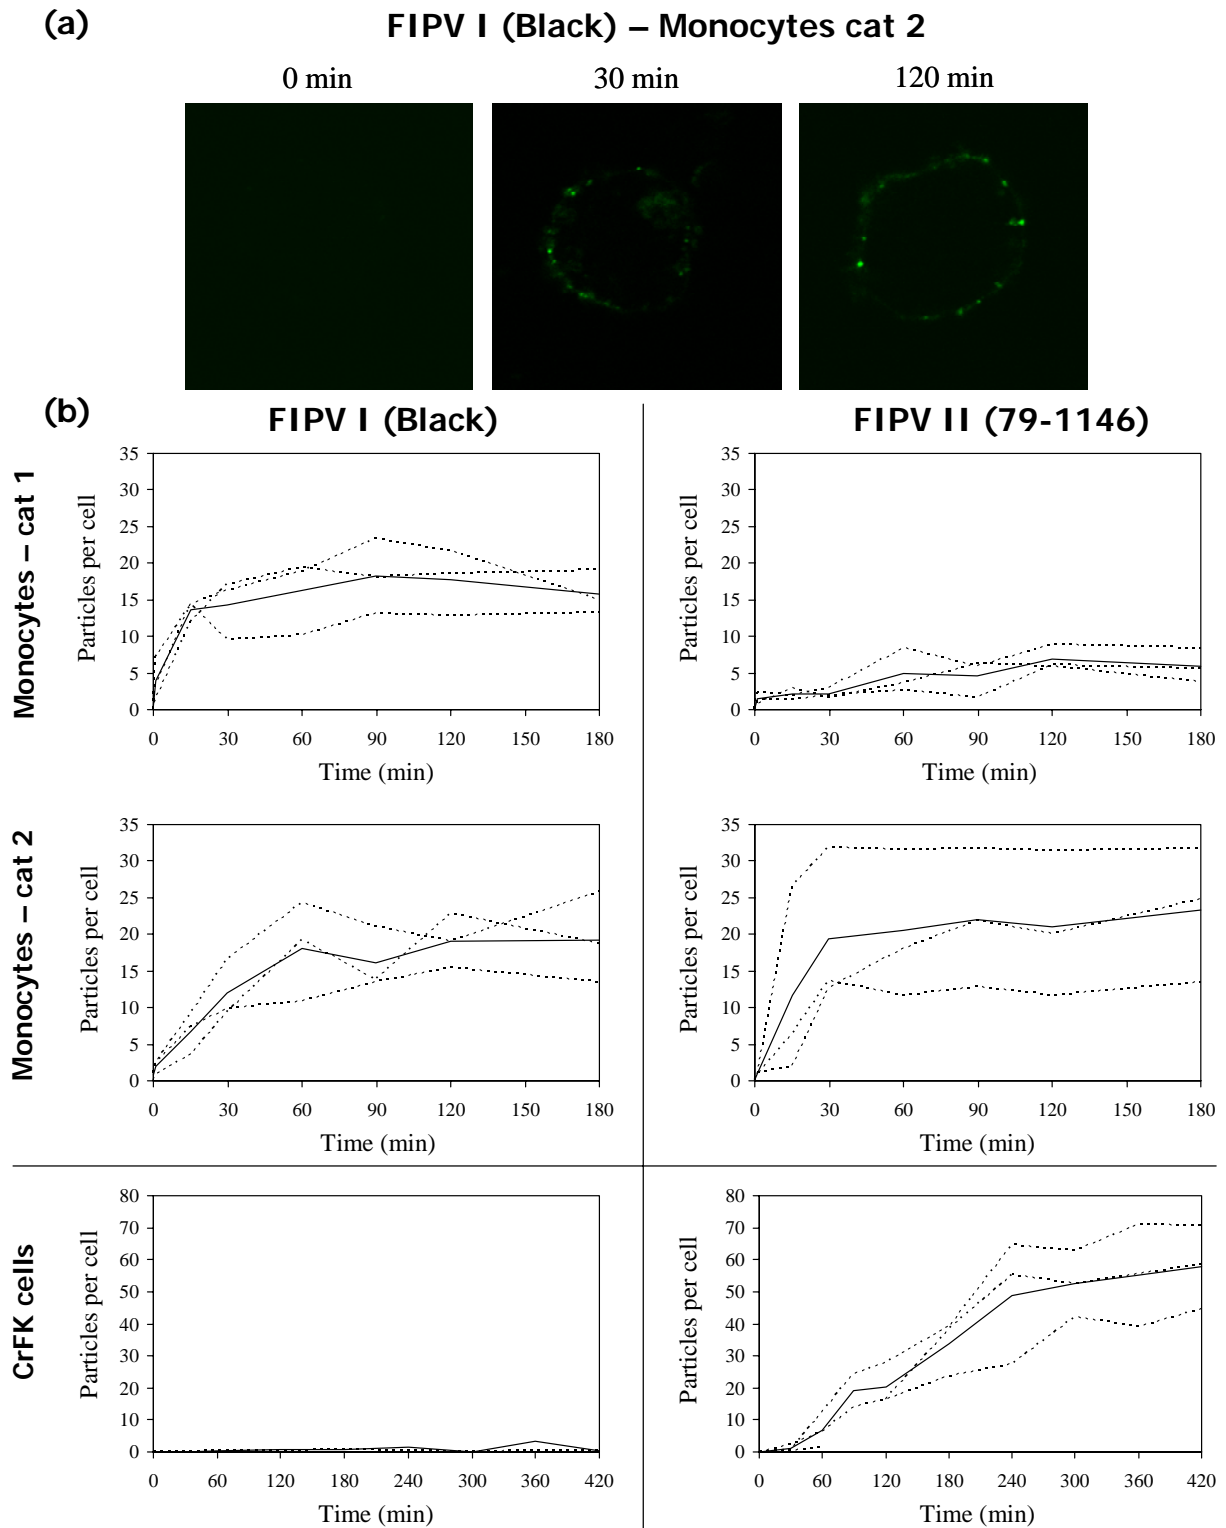 (a)
FIPV I (Black) – Monocytes cat 2
0 min 30 min 120 min
(b)
FIPV I (Black) FIPV II (79-1146)
Monocytes – cat 1
Particles per cell
35
30
25
20
15
10
5
0
0 30 60 90 120 150 180
Time (min)
Particles per cell
35
30
25
20
15
10
5
0
0 30 60 90 120 150 180
Time (min)
Monocytes – cat 2
Particles per cell
35
30
25
20
15
10
5
0
0 30 60 90 120 150 180
Time (min)
Particles per cell
35
30
25
20
15
10
5
0
0 30 60 90 120 150 180
Time (min)
CrFK cells
Particles per cell
80
70
60
50
40
30
20
10
0
0 60 120 180 240 300 360 420
Time (min)
Particles per cell
80
70
60
50
40
30
20
10
0
0 60 120 180 240 300 360 420
Time (min)